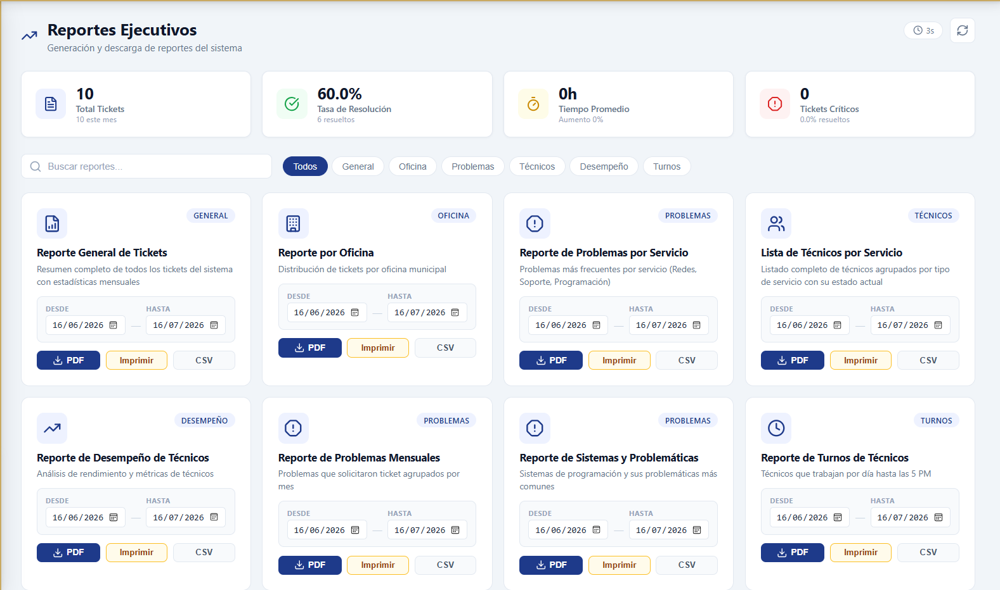 Reportes Ejecutivos
Generación y descarga de reportes del sistema
3s
10
Total Tickets
10 este mes
60.0%
Tasa de Resolución
6 resueltos
0h
Tiempo Promedio
Aumento 0%
0
Tickets Críticos
0.0% resueltos
Buscar reportes...
Todos
General
Oficina
Problemas
Técnicos
Desempeño
Turnos
GENERAL
Reporte General de Tickets
Resumen completo de todos los tickets del sistema
con estadísticas mensuales
DESDE HASTA
16/06/2026 — 16/07/2026
PDF Imprimir CSV
OFICINA
Reporte por Oficina
Distribución de tickets por oficina municipal
DESDE HASTA
16/06/2026 — 16/07/2026
PDF Imprimir CSV
PROBLEMAS
Reporte de Problemas por Servicio
Problemas más frecuentes por servicio (Redes,
Soporte, Programación)
DESDE HASTA
16/06/2026 — 16/07/2026
PDF Imprimir CSV
TÉCNICOS
Lista de Técnicos por Servicio
Listado completo de técnicos agrupados por tipo
de servicio con su estado actual
DESDE HASTA
16/06/2026 — 16/07/2026
PDF Imprimir CSV
DESEMPEÑO
Reporte de Desempeño de Técnicos
Análisis de rendimiento y métricas de técnicos
DESDE HASTA
16/06/2026 — 16/07/2026
PDF Imprimir CSV
PROBLEMAS
Reporte de Problemas Mensuales
Problemas que solicitaron ticket agrupados por
mes
DESDE HASTA
16/06/2026 — 16/07/2026
PDF Imprimir CSV
PROBLEMAS
Reporte de Sistemas y Problemáticas
Sistemas de programación y sus problemáticas más
comunes
DESDE HASTA
16/06/2026 — 16/07/2026
PDF Imprimir CSV
TURNOS
Reporte de Turnos de Técnicos
Técnicos que trabajan por día hasta las 5 PM
DESDE HASTA
16/06/2026 — 16/07/2026
PDF Imprimir CSV